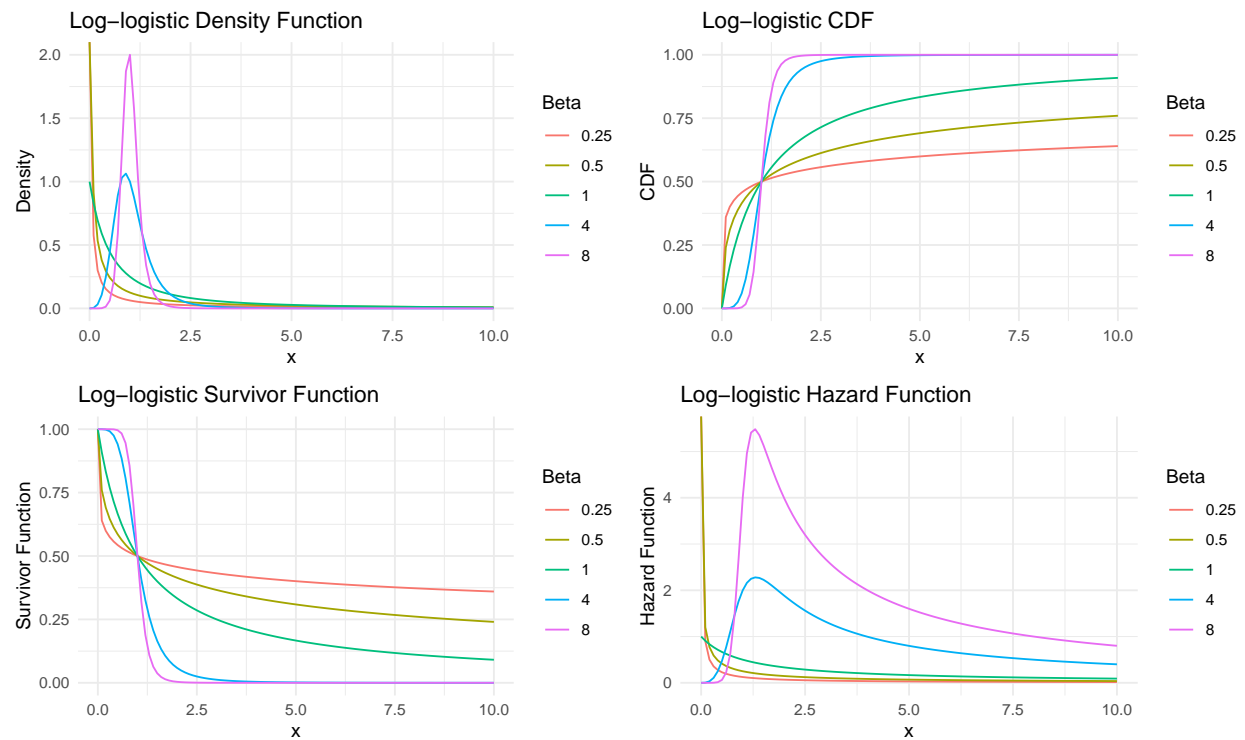 Log−logistic Density Function
2.0
1.5
1.0
0.5
0.0
Density
0.0 2.5 5.0 7.5 10.0
x
Beta
0.25
0.5
1
4
8
Log−logistic CDF
1.00
0.75
0.50
0.25
0.00
CDF
0.0 2.5 5.0 7.5 10.0
x
Beta
0.25
0.5
1
4
8
Log−logistic Survivor Function
1.00
0.75
0.50
0.25
0.00
Survivor Function
0.0 2.5 5.0 7.5 10.0
x
Beta
0.25
0.5
1
4
8
Log−logistic Hazard Function
4
2
0
Hazard Function
0.0 2.5 5.0 7.5 10.0
x
Beta
0.25
0.5
1
4
8